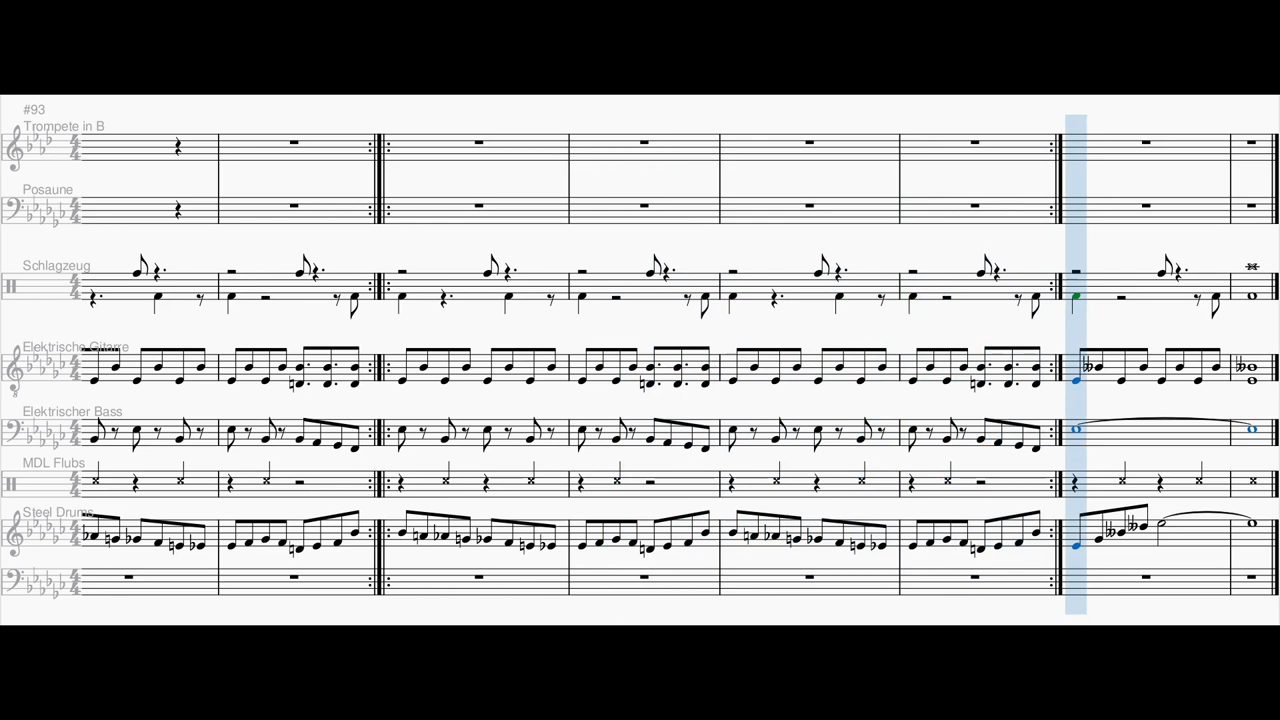 #93
Trompete in B
Posaune
Schlagzeug
Elektrische Gitarre
Elektrischer Bass
MDL Flubs
Steel Drums